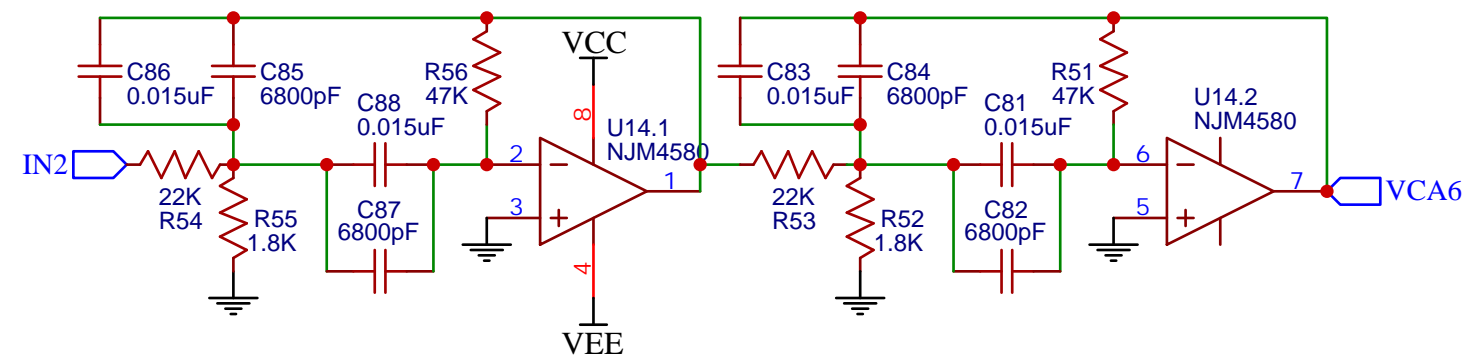 VCC
C86
0.015uF
C85
6800pF
R56
47K
C88
0.015uF
8
U14.1
NJM4580
2
1
3
4
IN2
22K
R54
R55
1.8K
C87
6800pF
VEE
C83
0.015uF
C84
6800pF
R51
47K
C81
0.015uF
U14.2
NJM4580
6
7
5
VCA6
22K
R53
R52
1.8K
C82
6800pF